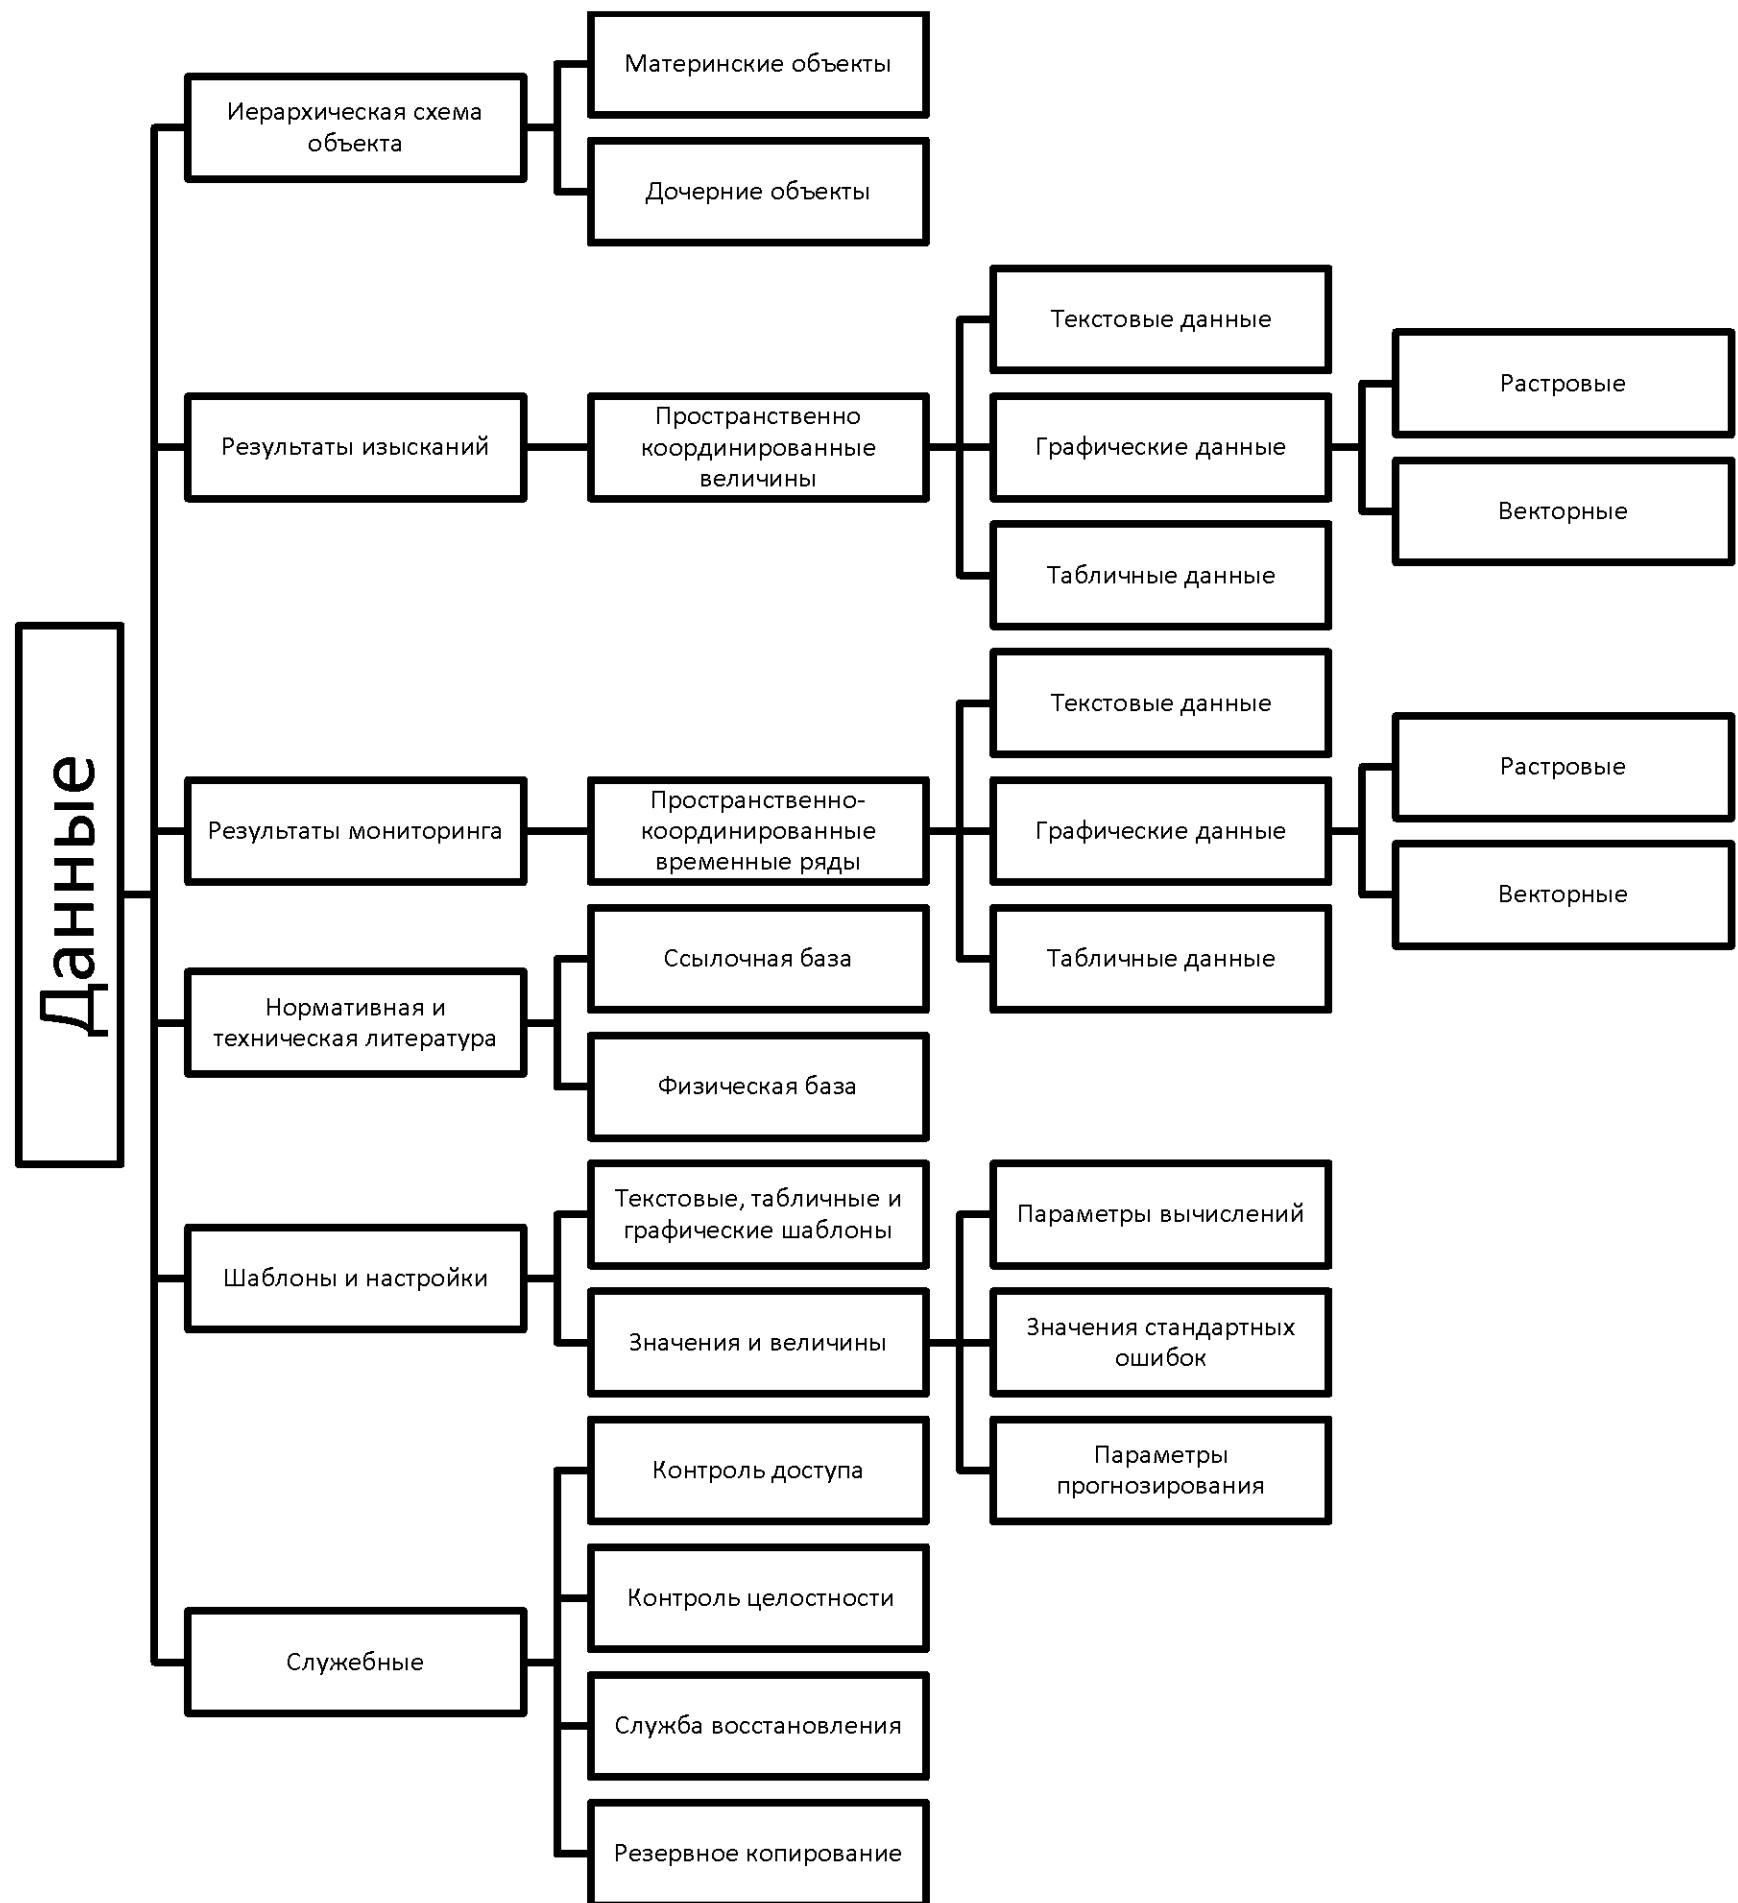 Данные
Иерархическая схема
объекта
Материнские объекты
Дочерние объекты
Результаты изысканий
Пространственно
координированные
величины
Текстовые данные
Графические данные
Растровые
Векторные
Табличные данные
Результаты мониторинга
Пространственно-
координированные
временные ряды
Текстовые данные
Графические данные
Растровые
Векторные
Табличные данные
Нормативная и
техническая литература
Ссылочная база
Физическая база
Шаблоны и настройки
Текстовые, табличные и
графические шаблоны
Значения и величины
Параметры вычислений
Значения стандартных
ошибок
Параметры
прогнозирования
Служебные
Контроль доступа
Контроль целостности
Служба восстановления
Резервное копирование